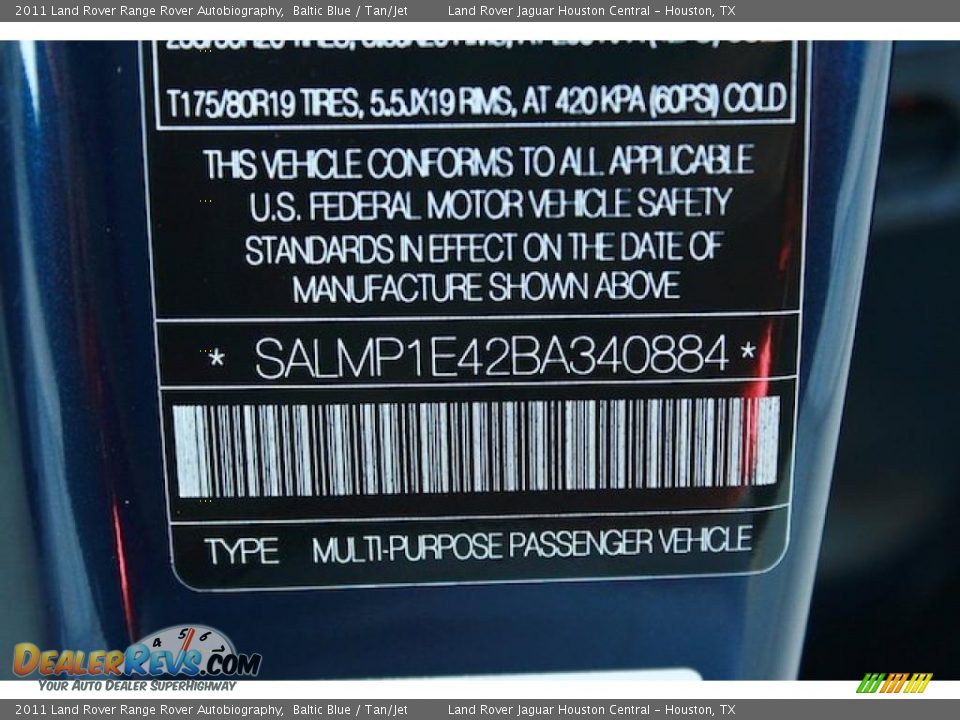 2011 Land Rover Range Rover Autobiography, Baltic Blue / Tan/Jet Land Rover Jaguar Houston Central - Houston, TX
T175/80R19 TIRES, 5.5JX19 RIMS, AT 420 KPA (60PSI) COLD
THIS VEHICLE CONFORMS TO ALL APPLICABLE
U.S. FEDERAL MOTOR VEHICLE SAFETY
STANDARDS IN EFFECT ON THE DATE OF
MANUFACTURE SHOWN ABOVE
* SALMP1E42BA340884 *
TYPE MULTI-PURPOSE PASSENGER VEHICLE
4 5 6
DEALERREVS.COM
YOUR AUTO DEALER SUPERHIGHWAY
2011 Land Rover Range Rover Autobiography, Baltic Blue / Tan/Jet Land Rover Jaguar Houston Central - Houston, TX